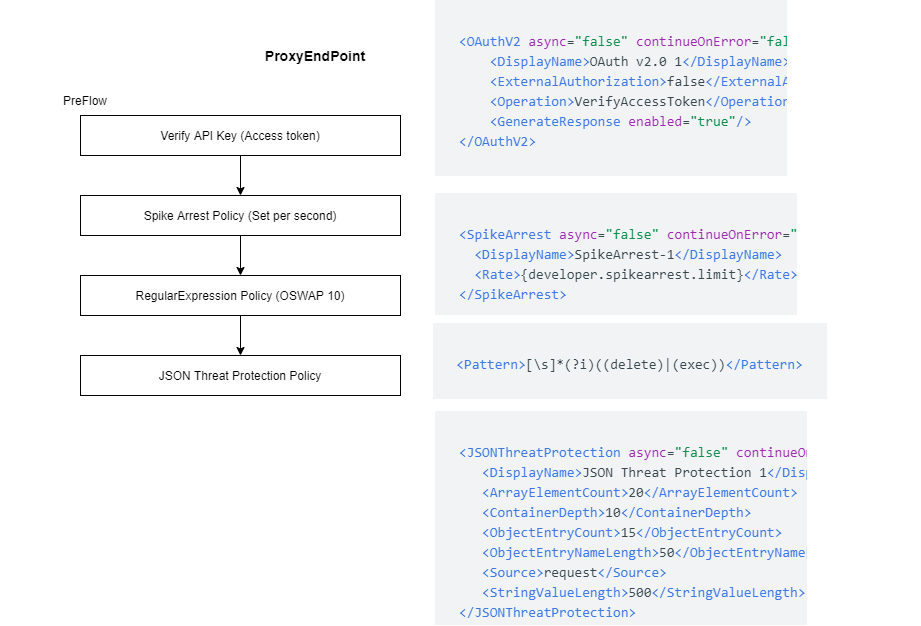 ProxyEndPoint
PreFlow
Verify API Key (Access token)
Spike Arrest Policy (Set per second)
RegularExpression Policy (OSWAP 10)
JSON Threat Protection Policy
<OAuthV2 async="false" continueOnError="fal
<DisplayName>OAuth v2.0 1</DisplayName>
<ExternalAuthorization>false</ExternalA
<Operation>VerifyAccessToken</Operation
<GenerateResponse enabled="true"/>
</OAuthV2>
<SpikeArrest async="false" continueOnError="
<DisplayName>SpikeArrest-1</DisplayName>
<Rate>{developer.spikearrest.limit}</Rate>
</SpikeArrest>
<Pattern>[\s]*(?i)((delete)|(exec))</Pattern>
<JSONThreatProtection async="false" continueOn
<DisplayName>JSON Threat Protection 1</Disp
<ArrayElementCount>20</ArrayElementCount>
<ContainerDepth>10</ContainerDepth>
<ObjectEntryCount>15</ObjectEntryCount>
<ObjectEntryNameLength>50</ObjectEntryName
<Source>request</Source>
<StringValueLength>500</StringValueLength>
</JSONThreatProtection>